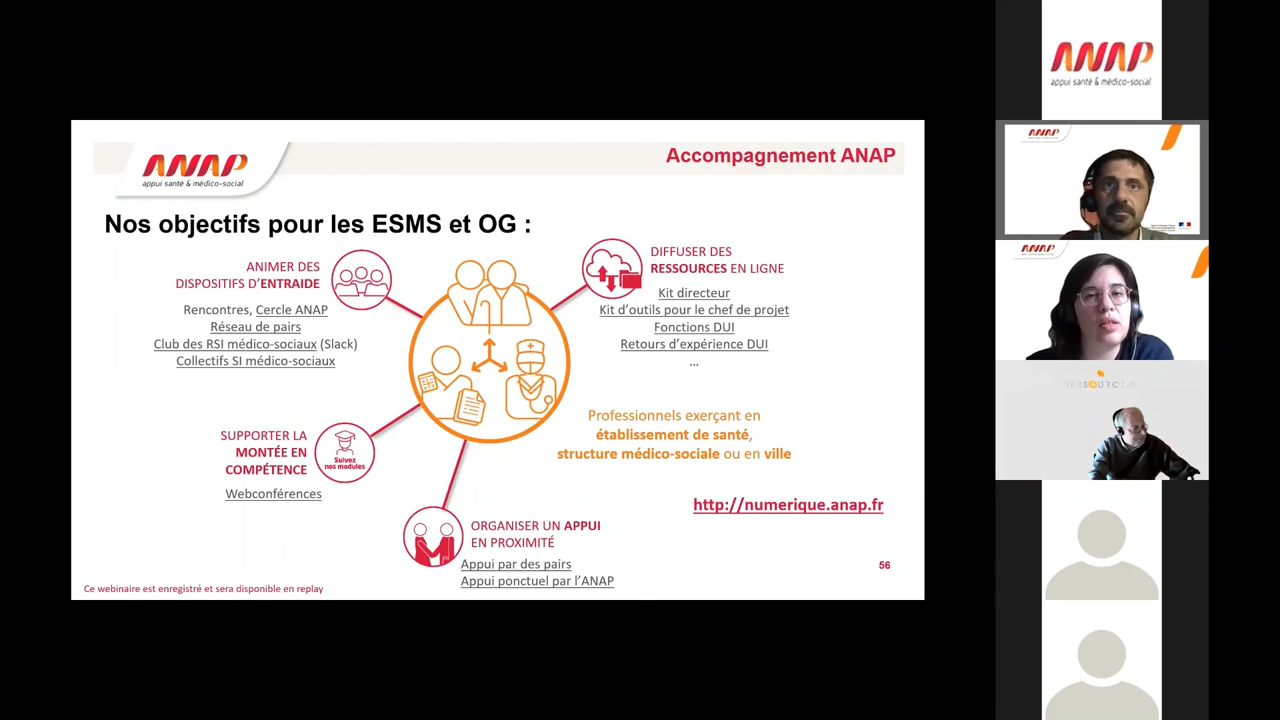 ANAP
appui santé & médico-social
Accompagnement ANAP
Nos objectifs pour les ESMS et OG :
ANIMER DES
DISPOSITIFS D'ENTRAIDE
Rencontres, Cercle ANAP
Réseau de pairs
Club des RSI médico-sociaux (Slack)
Collectifs SI médico-sociaux
DIFFUSER DES
RESSOURCES EN LIGNE
Kit directeur
Kit d'outils pour le chef de projet
Fonctions DUI
Retours d'expérience DUI
...
SUPPORTER LA
MONTÉE EN
COMPÉTENCE
Suivez
nos modules
Webconférences
Professionnels exerçant en
établissement de santé,
structure médico-sociale ou en ville
http://numerique.anap.fr
ORGANISER UN APPUI
EN PROXIMITÉ
Appui par des pairs
Appui ponctuel par l'ANAP
56
Ce webinaire est enregistré et sera disponible en replay
ANAP
appui santé & médico-social
ANAP
ANAP
RESSOURCIAL